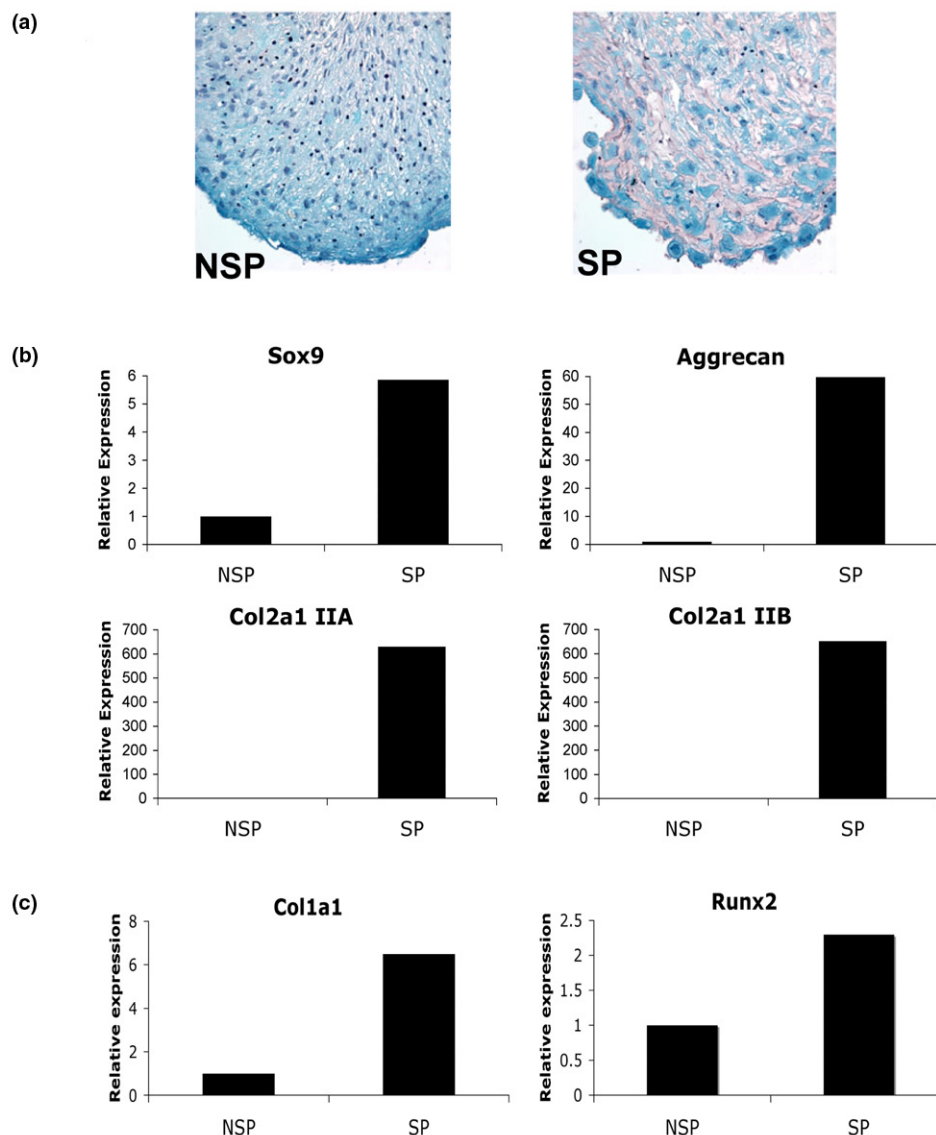 (a)
NSP
SP
(b)
Sox9
Relative Expression
6
5
4
3
2
1
0
NSP
SP
Aggrecan
Relative Expression
60
50
40
30
20
10
0
NSP
SP
Col2a1 IIA
Relative Expression
700
600
500
400
300
200
100
0
NSP
SP
Col2a1 IIB
Relative Expression
700
600
500
400
300
200
100
0
NSP
SP
(c)
Col1a1
Relative expression
8
6
4
2
0
NSP
SP
Runx2
Relative expression
2.5
2
1.5
1
0.5
0
NSP
SP